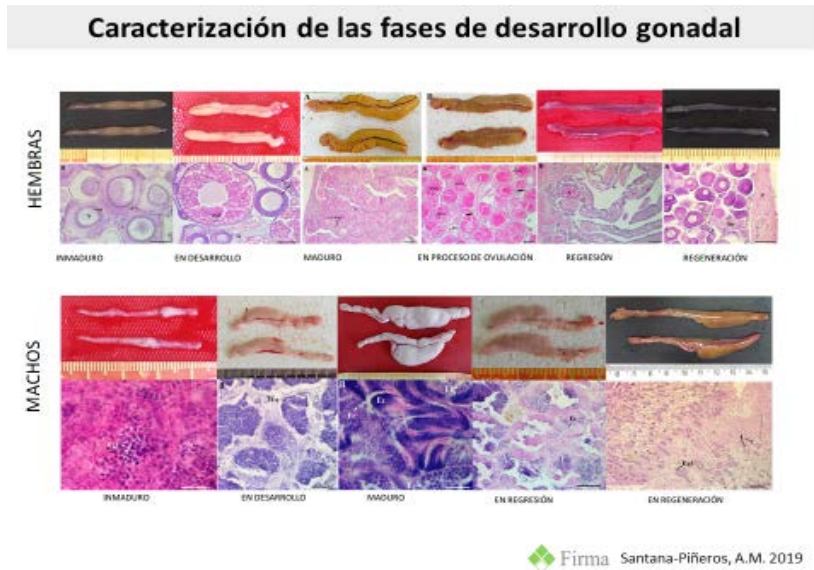 Caracterización de las fases de desarrollo gonadal
HEMBRAS
INMADURO
EN DESARROLLO
MADURO
EN PROCESO DE OVULACIÓN
REGRESIÓN
REGENERACIÓN
MACHOS
INMADURO
EN DESARROLLO
MADURO
EN REGRESIÓN
EN REGENERACIÓN
Firma Santana-Piñeros, A.M. 2019